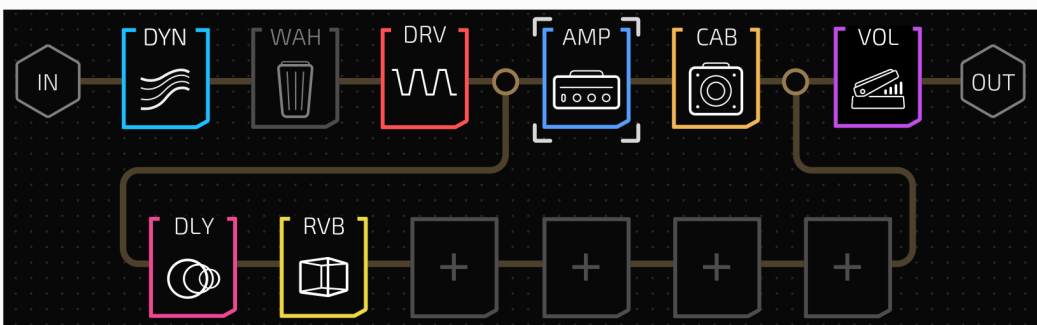 IN
DYN
WAH
DRV
AMP
CAB
VOL
OUT
DLY
RVB
+
+
+
+